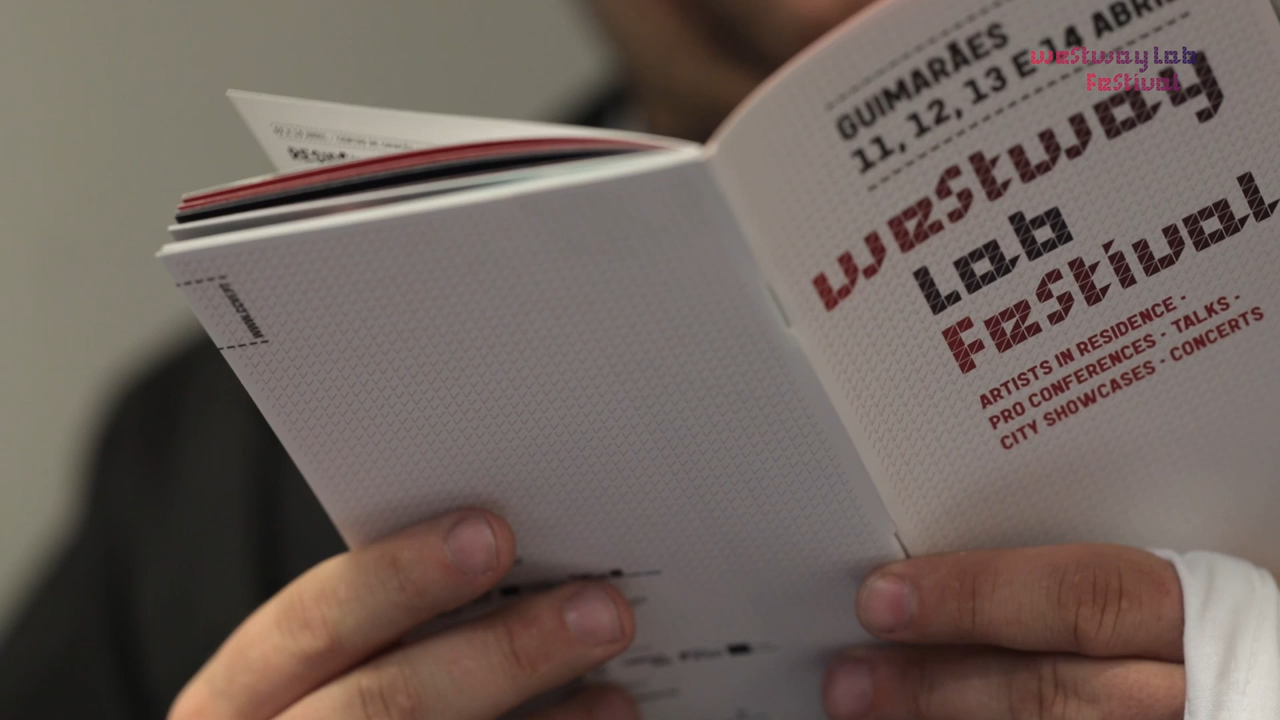 GUIMARÃES
11, 12, 13 E 14 ABRIL
westway
Lab
Festival
ARTISTS IN RESIDENCE -
PRO CONFERENCES - TALKS -
CITY SHOWCASES - CONCERTS
westway lab
Festival